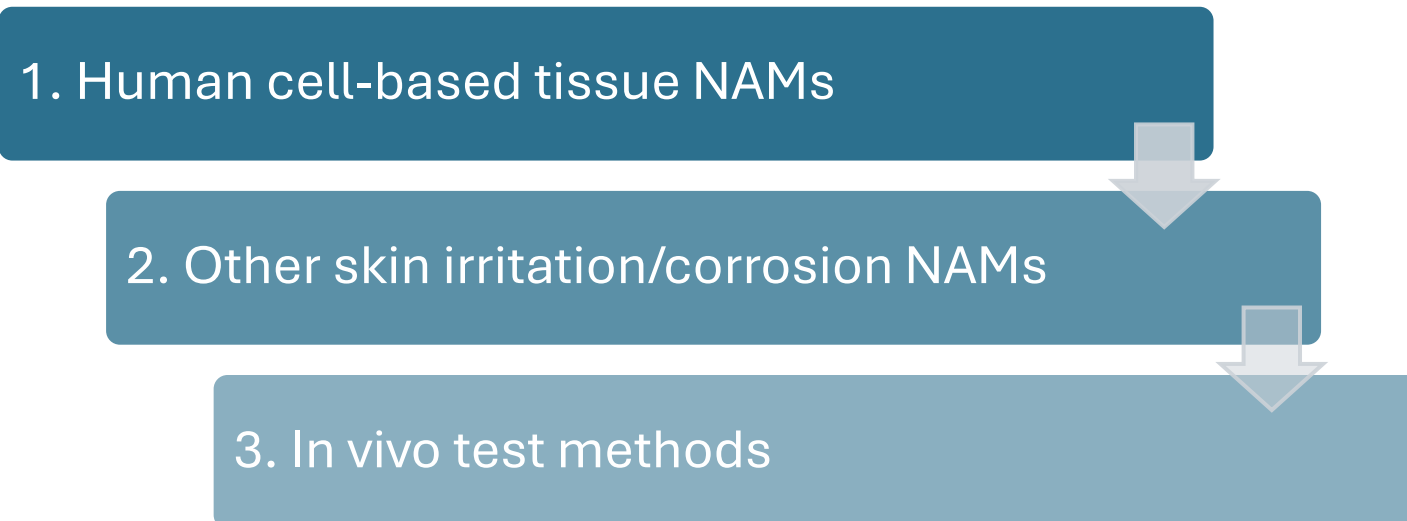 1. Human cell-based tissue NAMs
2. Other skin irritation/corrosion NAMs
3. In vivo test methods